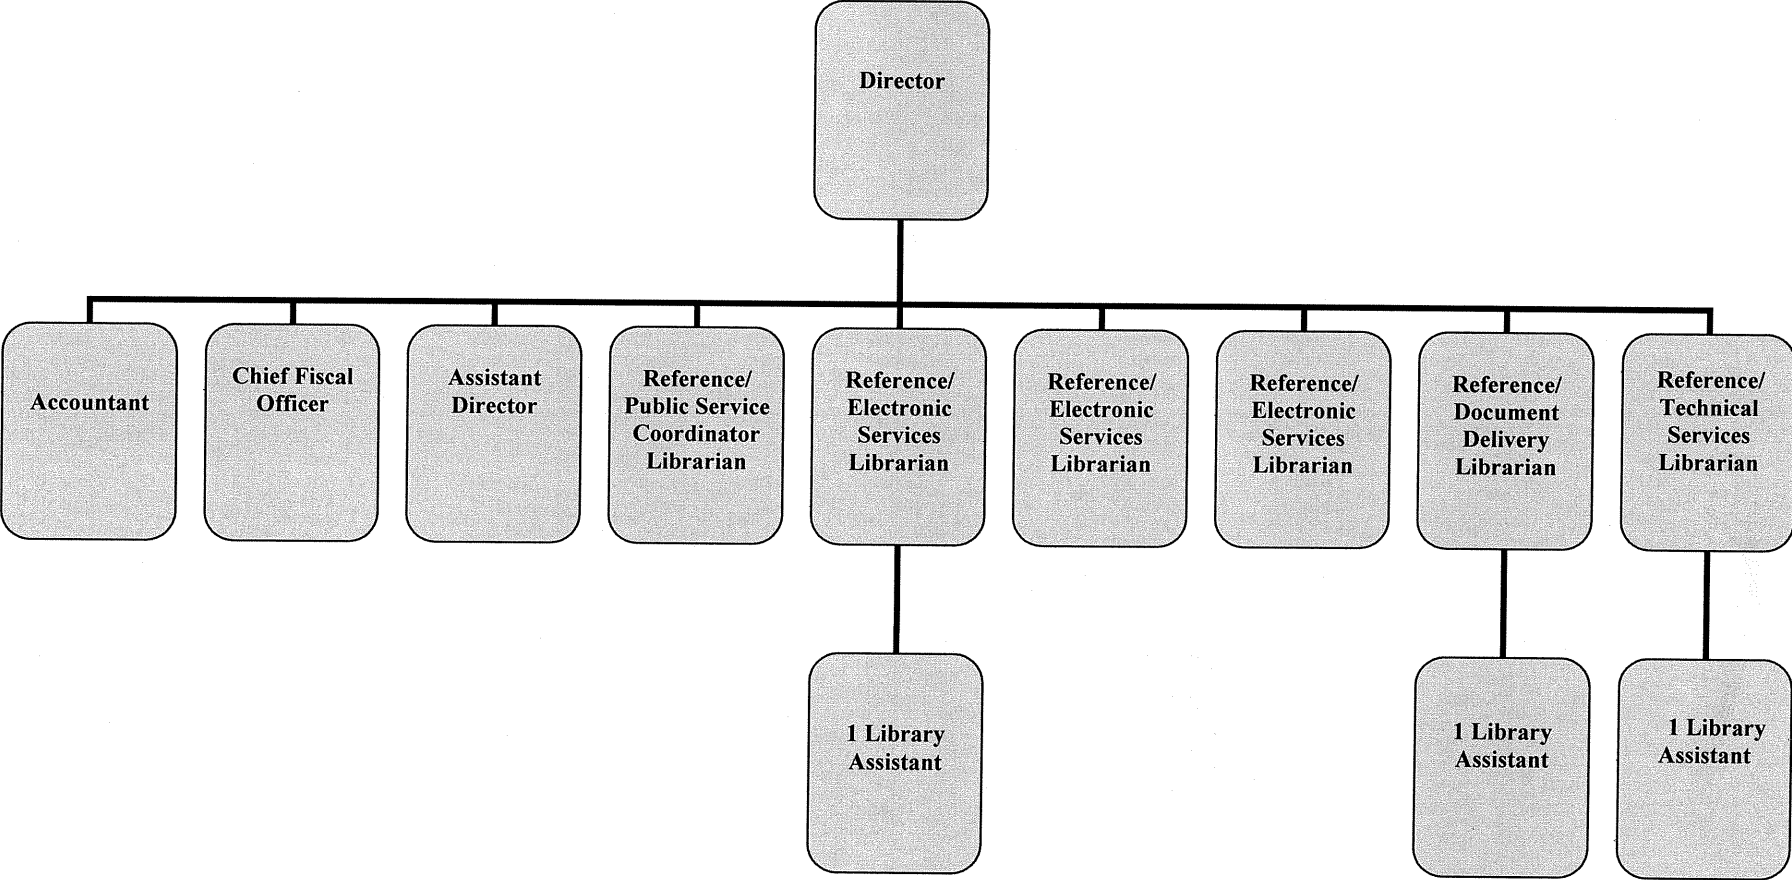 Director
Accountant
Chief Fiscal
Officer
Assistant
Director
Reference/
Public Service
Coordinator
Librarian
Reference/
Electronic
Services
Librarian
Reference/
Electronic
Services
Librarian
Reference/
Electronic
Services
Librarian
Reference/
Document
Delivery
Librarian
Reference/
Technical
Services
Librarian
1 Library
Assistant
1 Library
Assistant
1 Library
Assistant